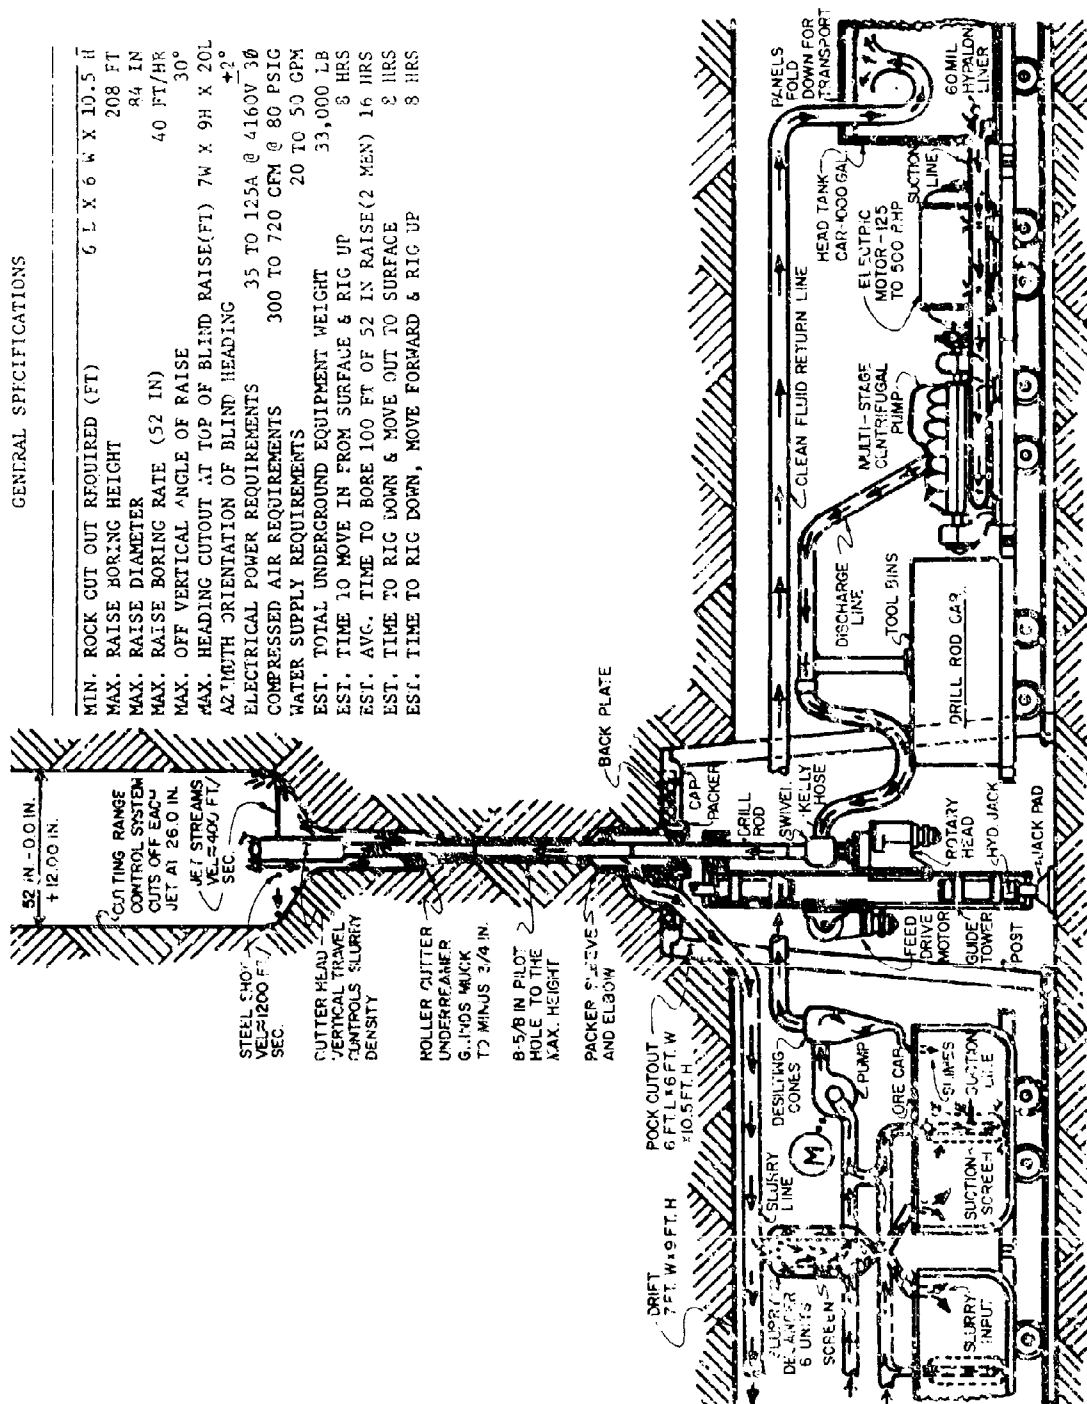 GENERAL SPECIFICATIONS
MIN. ROCK CUT OUT REQUIRED (FT) 6 L X 6 W X 10.5 H
MAX. RAISE BORING HEIGHT 208 FT
MAX. RAISE DIAMETER 84 IN
MAX. RAISE BORING RATE (52 IN) 40 FT/HR
MAX. OFF VERTICAL ANGLE OF RAISE 30°
MAX. HEADING CUTOUT AT TOP OF BLIND RAISE(FT) 7W X 9H X 20L
AZIMUTH ORIENTATION OF BLIND HEADING ±2°
ELECTRICAL POWER REQUIREMENTS 35 TO 125A @ 4160V 3Ø
COMPRESSED AIR REQUIREMENTS 300 TO 720 CFM @ 80 PSIG
WATER SUPPLY REQUIREMENTS 20 TO 50 GPM
EST. TOTAL UNDERGROUND EQUIPMENT WEIGHT 33,000 LB
EST. TIME TO MOVE IN FROM SURFACE & RIG UP 8 HRS
EST. AVG. TIME TO BORE 100 FT OF 52 IN RAISE(2 MEN) 16 HRS
EST. TIME TO RIG DOWN & MOVE OUT TO SURFACE 8 HRS
EST. TIME TO RIG DOWN, MOVE FORWARD & RIG UP 8 HRS
52 IN - 0.0 IN.
+ 12.00 IN.
CUTTING RANGE
CONTROL SYSTEM
CUTS OFF EACH
JET AT 26.0 IN.
JET STREAMS
VEL=400 FT/
SEC.
STEEL SHOT
VEL=1200 FT/
SEC.
CUTTER HEAD
VERTICAL TRAVEL
CONTROLS SLURRY
DENSITY
ROLLER CUTTER
UNDERREAMER
GRINDS MUCK
TO MINUS 3/4 IN.
8-5/8 IN PILOT
HOLE TO THE
MAX. HEIGHT
PACKER SLEEVE
AND ELBOW
BACK PLATE
ROCK CUTOUT
6 FT. L x 6 FT. W
x 10.5 FT. H
DRIFT
7 FT. W x 9 FT. H
SLURRY
LINE
SLURRY
6 UNITS
SCREEN
DESILTING
CONES
M
PUMP
ORE CAR
SLURRY
INPUT
SUCTION
SCREEN
SLIMES
SUCTION
LINE
CAP
PACKER
DRILL
ROD
SWIVEL
KELLY
HOSE
ROTARY
HEAD
HYD. JACK
JACK PAD
FEED
DRIVE
MOTOR
GUIDE
TOWER
POST
DISCHARGE
LINE
TOOL BINS
DRILL ROD CAR
CLEAN FLUID RETURN LINE
MULTI-STAGE
CENTRIFUGAL
PUMP
ELECTRIC
MOTOR-125
TO 500 BHP
HEAD TANK
CAR-1000 GAL
SUCTION
LINE
PANELS
FOLD
DOWN FOR
TRANSPORT
60 MIL
HYPALON
LINER